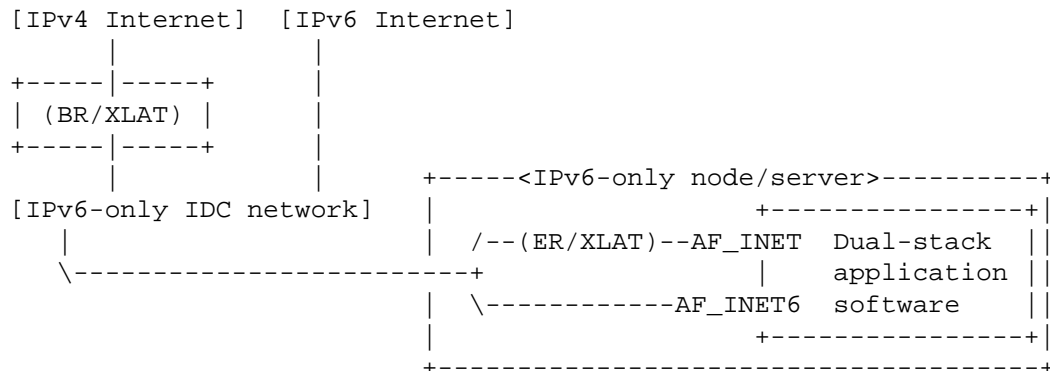 [IPv4 Internet] [IPv6 Internet]
(BR/XLAT)
<IPv6-only node/server>
[IPv6-only IDC network]
(ER/XLAT)--AF_INET Dual-stack
application
AF_INET6 software